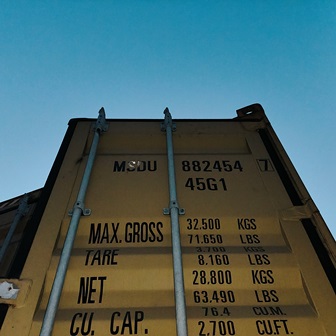 MSDU 882454 7
45G1
MAX.GROSS 32.500 KGS
71.650 LBS
TARE 3.700 KGS
8.160 LBS
NET 28.800 KGS
63.490 LBS
CU. CAP. 76.4 CU.M.
2.700 CU.FT.